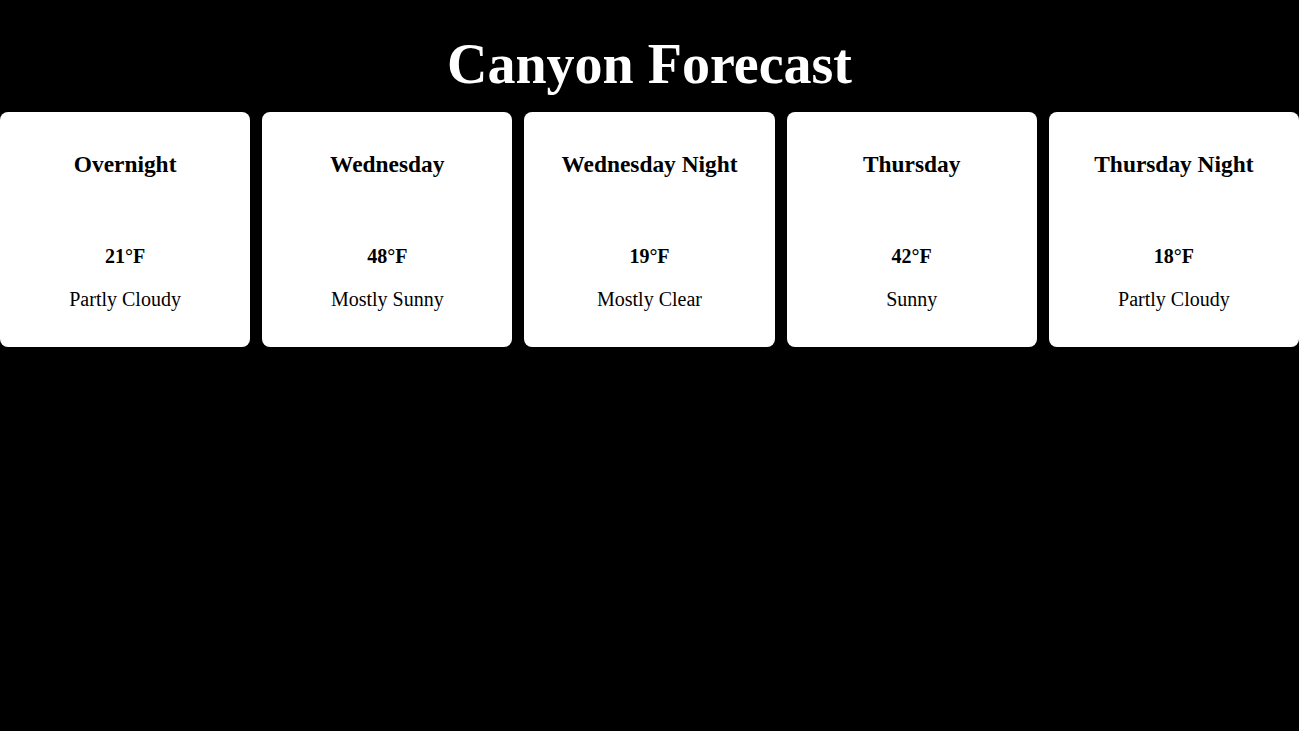 Canyon Forecast
Overnight
21°F
Partly Cloudy
Wednesday
48°F
Mostly Sunny
Wednesday Night
19°F
Mostly Clear
Thursday
42°F
Sunny
Thursday Night
18°F
Partly Cloudy